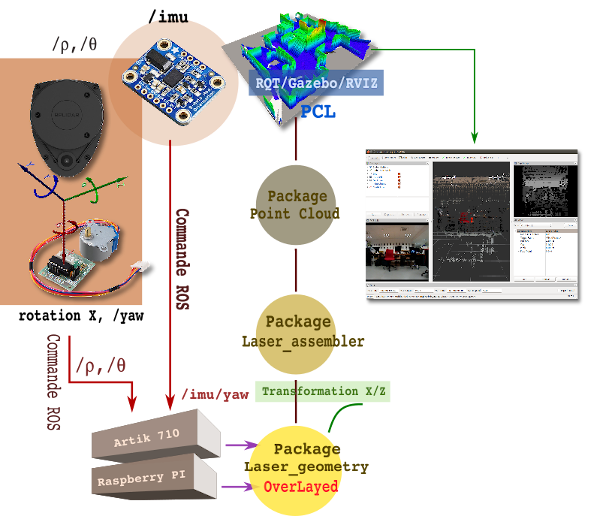 /imu
/ρ,/θ
RQT/Gazebo/RVIZ
PCL
Package
Point Cloud
Commande ROS
rotation X, /yaw
Package
Laser_assembler
Commande ROS
/ρ,/θ
/imu/yaw
Transformation X/Z
Artik 710
Raspberry PI
Package
Laser_geometry
OverLayed